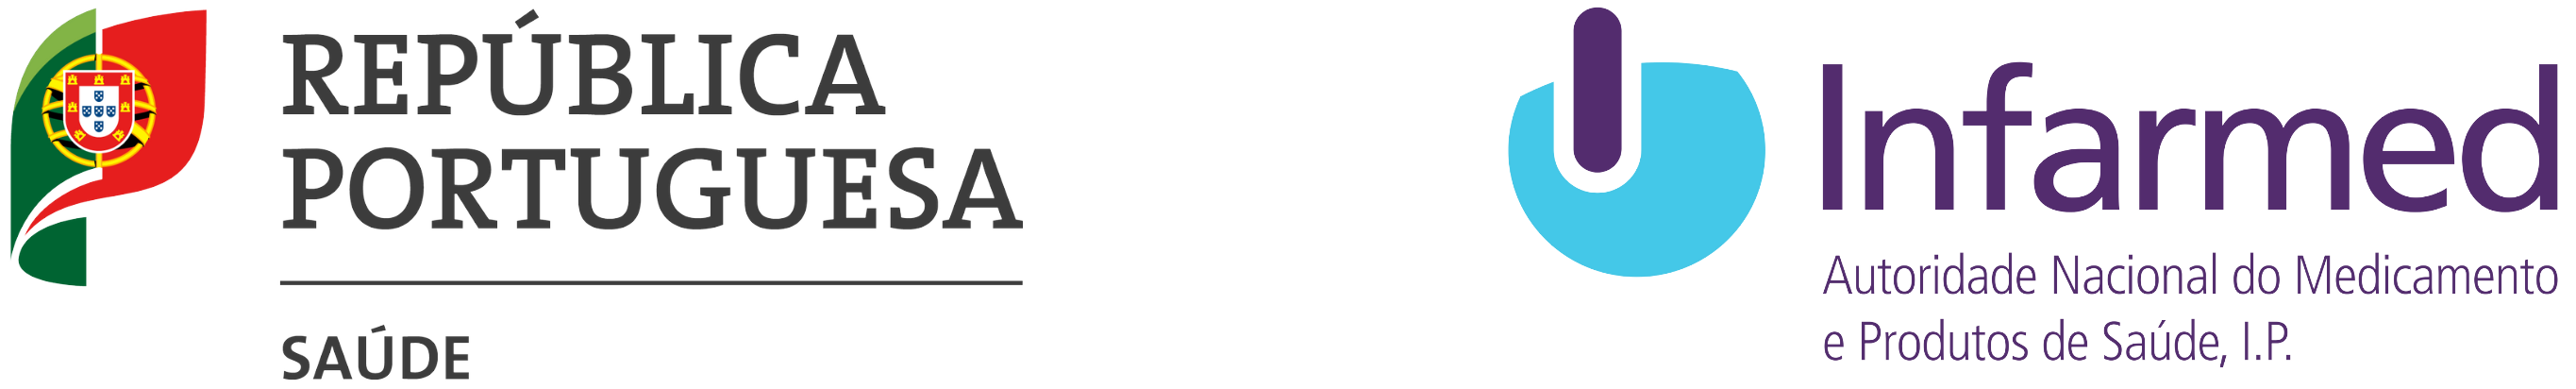 REPÚBLICA
PORTUGUESA
SAÚDE
Infarmed
Autoridade Nacional do Medicamento
e Produtos de Saúde, I.P.